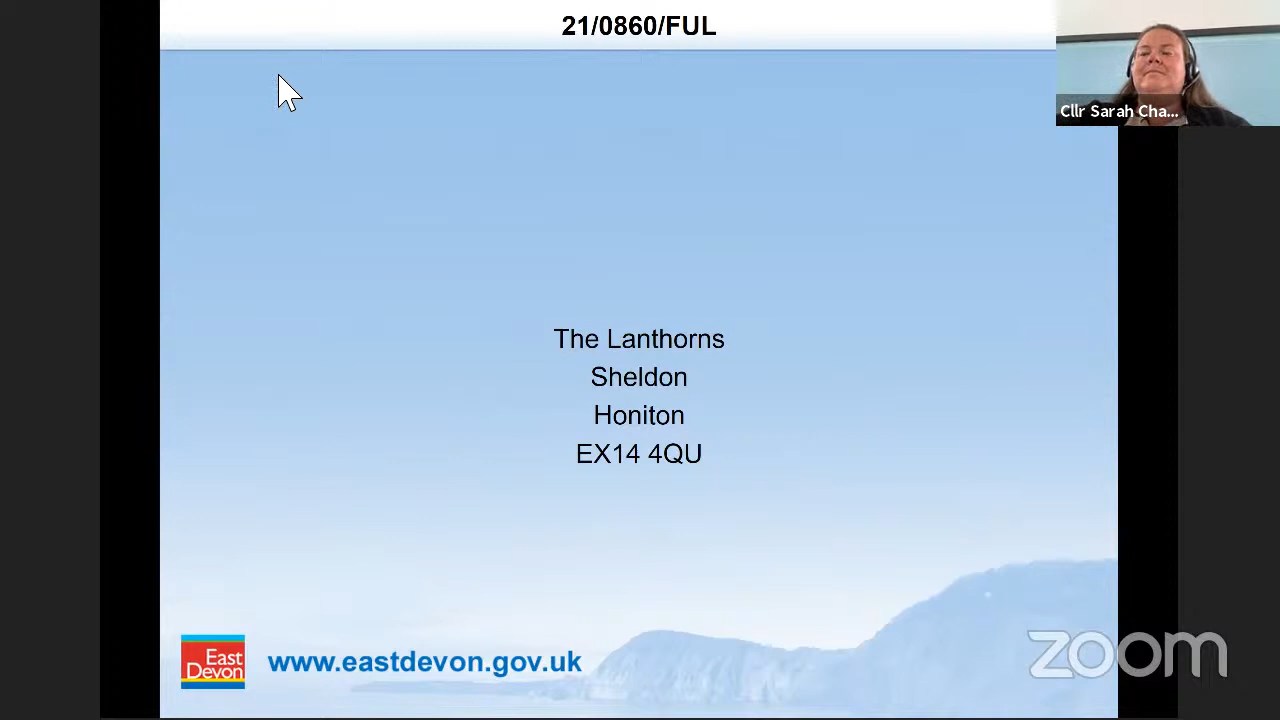 21/0860/FUL
Cllr Sarah Cha...
The Lanthorns
Sheldon
Honiton
EX14 4QU
East
Devon
www.eastdevon.gov.uk
zoom